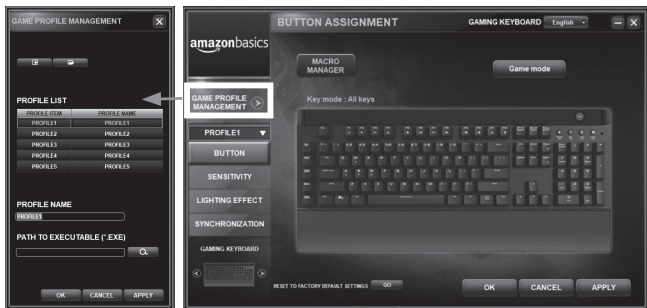 GAME PROFILE MANAGEMENT
PROFILE LIST
PROFILE ITEM PROFILE NAME
PROFILE1 PROFILE1
PROFILE2 PROFILE2
PROFILE3 PROFILE3
PROFILE4 PROFILE4
PROFILE5 PROFILE5
PROFILE NAME
PROFILE1
PATH TO EXECUTABLE (*.EXE)
OK CANCEL APPLY
amazonbasics
GAME PROFILE
MANAGEMENT
PROFILE1
BUTTON
SENSITIVITY
LIGHTING EFFECT
SYNCHRONIZATION
GAMING KEYBOARD
BUTTON ASSIGNMENT
GAMING KEYBOARD English
MACRO
MANAGER
Game mode
Key mode : All keys
RESET TO FACTORY DEFAULT SETTINGS GO
OK CANCEL APPLY